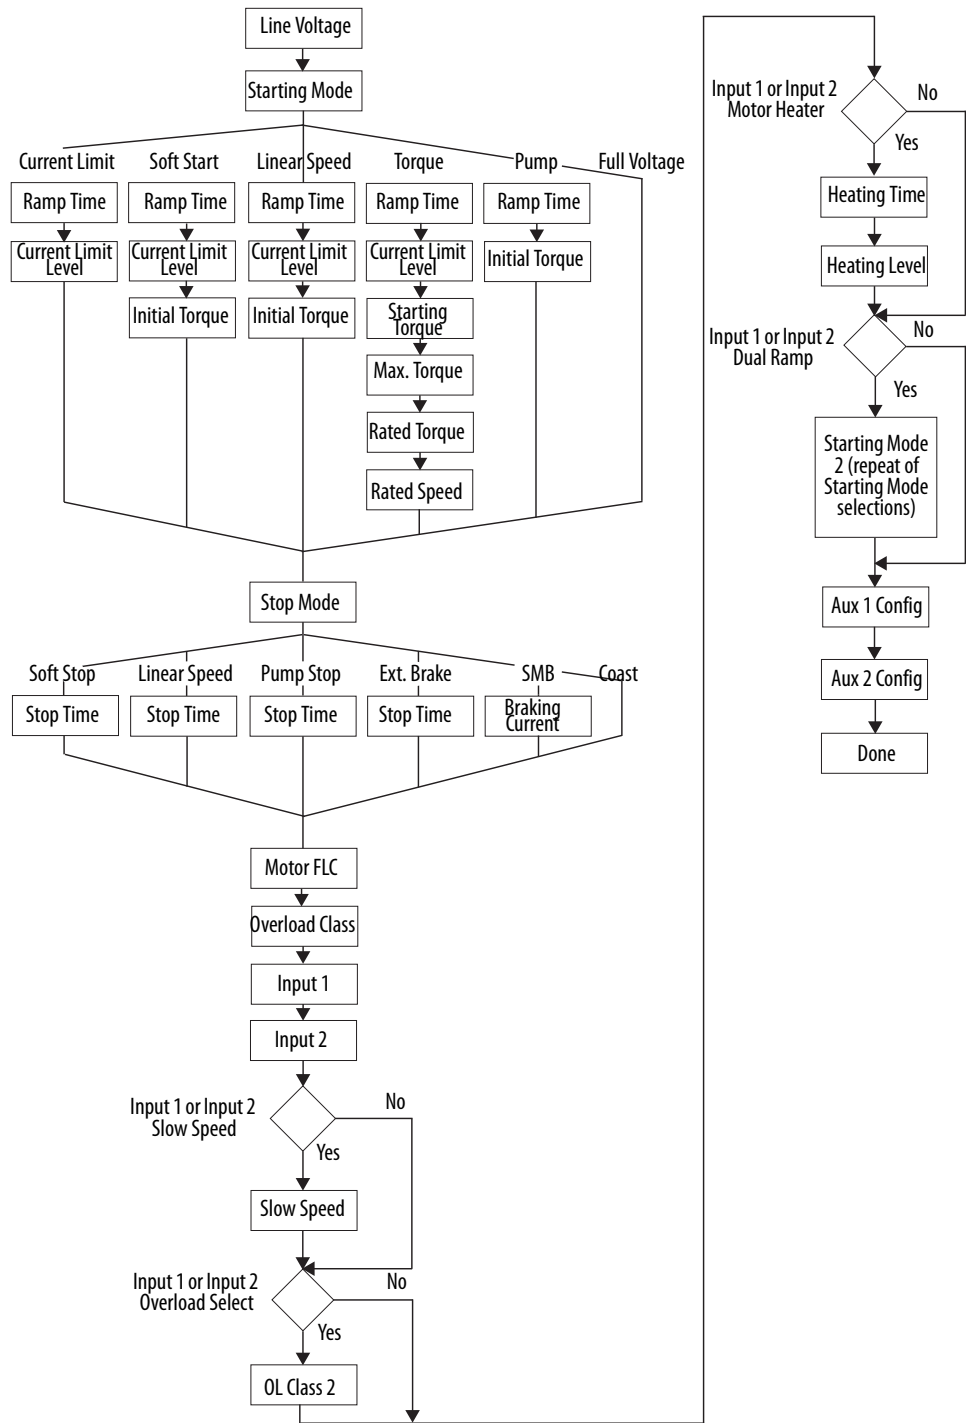 Line Voltage
Starting Mode
Current Limit
Soft Start
Linear Speed
Torque
Pump
Full Voltage
Ramp Time
Ramp Time
Ramp Time
Ramp Time
Ramp Time
Current Limit
Level
Current Limit
Level
Current Limit
Level
Current Limit
Level
Initial Torque
Initial Torque
Initial Torque
Starting
Torque
Max. Torque
Rated Torque
Rated Speed
Stop Mode
Soft Stop
Linear Speed
Pump Stop
Ext. Brake
SMB
Coast
Stop Time
Stop Time
Stop Time
Stop Time
Braking
Current
Motor FLC
Overload Class
Input 1
Input 2
Input 1 or Input 2
Slow Speed
No
Yes
Slow Speed
Input 1 or Input 2
Overload Select
No
Yes
OL Class 2
Input 1 or Input 2
Motor Heater
No
Yes
Heating Time
Heating Level
Input 1 or Input 2
Dual Ramp
No
Yes
Starting Mode
2 (repeat of
Starting Mode
selections)
Aux 1 Config
Aux 2 Config
Done